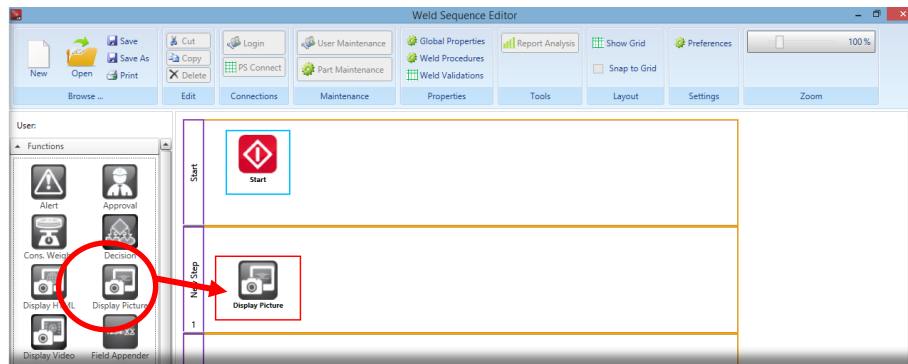 Weld Sequence Editor
New
Open
Save
Save As
Print
Browse ...
Cut
Copy
Delete
Edit
Login
PS Connect
Connections
User Maintenance
Part Maintenance
Maintenance
Global Properties
Weld Procedures
Weld Validations
Properties
Report Analysis
Tools
Show Grid
Snap to Grid
Layout
Preferences
Settings
100 %
Zoom
User:
Functions
Alert
Approval
Cons. Weight
Decision
Display HTML
Display Picture
Display Video
Field Appender
Start
Start
New Step
1
Display Picture